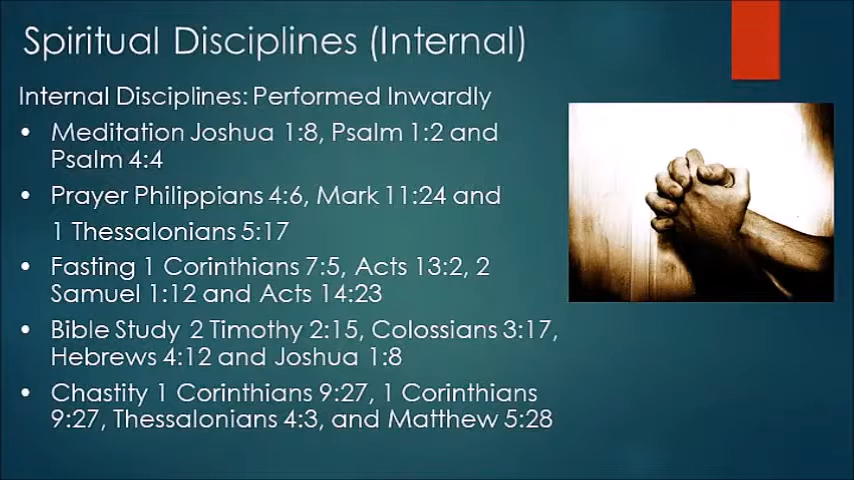 Spiritual Disciplines (Internal)
Internal Disciplines: Performed Inwardly
• Meditation Joshua 1:8, Psalm 1:2 and
Psalm 4:4
• Prayer Philippians 4:6, Mark 11:24 and
1 Thessalonians 5:17
• Fasting 1 Corinthians 7:5, Acts 13:2, 2
Samuel 1:12 and Acts 14:23
• Bible Study 2 Timothy 2:15, Colossians 3:17,
Hebrews 4:12 and Joshua 1:8
• Chastity 1 Corinthians 9:27, 1 Corinthians
9:27, Thessalonians 4:3, and Matthew 5:28